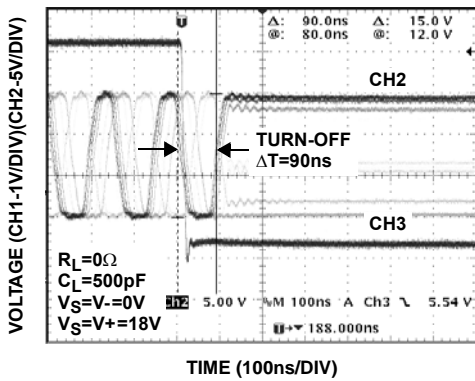 VOLTAGE (CH1-1V/DIV)(CH2-5V/DIV)
T
Δ: 90.0ns Δ: 15.0 V
@: 80.0ns @: 12.0 V
CH2
TURN-OFF
ΔT=90ns
CH3
RL=0Ω
CL=500pF
VS=V-=0V
VS=V+=18V
Ch2 5.00 V M 100ns A Ch3 5.54 V
T 188.000ns
TIME (100ns/DIV)